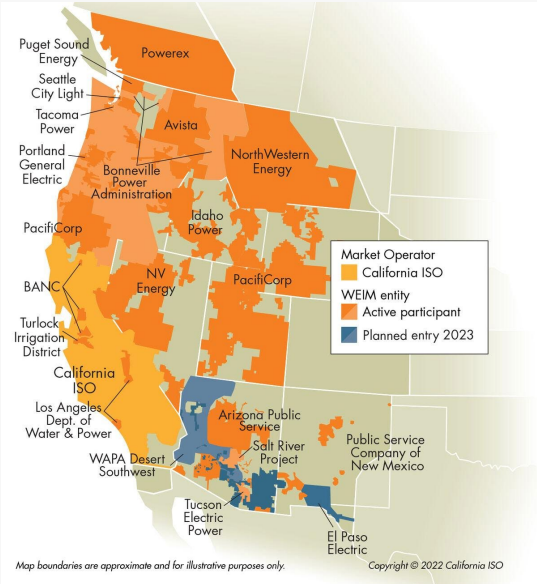 Puget Sound
Energy
Powerex
Seattle
City Light
Tacoma
Power
Avista
Portland
General
Electric
NorthWestern
Energy
Bonneville
Power
Administration
Idaho
Power
PacifiCorp
Market Operator
California ISO
WEIM entity
Active participant
Planned entry 2023
NV
Energy
PacifiCorp
BANC
Turlock
Irrigation
District
California
ISO
Los Angeles
Dept. of
Water & Power
Arizona Public
Service
Salt River
Project
Public Service
Company of
New Mexico
WAPA Desert
Southwest
Tucson
Electric
Power
El Paso
Electric
Map boundaries are approximate and for illustrative purposes only.
Copyright © 2022 California ISO